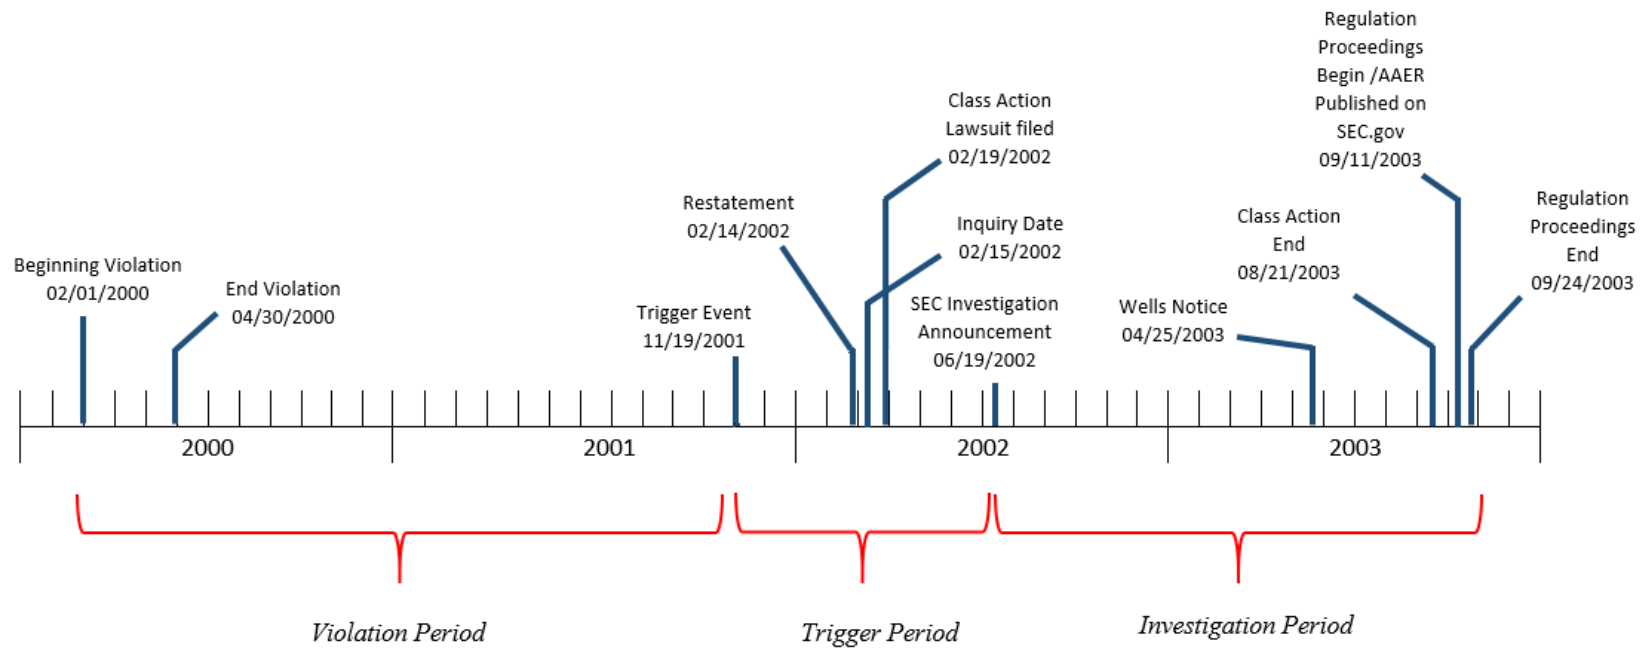 Beginning Violation
02/01/2000
End Violation
04/30/2000
Trigger Event
11/19/2001
Restatement
02/14/2002
Class Action
Lawsuit filed
02/19/2002
Inquiry Date
02/15/2002
SEC Investigation
Announcement
06/19/2002
Wells Notice
04/25/2003
Class Action
End
08/21/2003
Regulation
Proceedings
Begin /AAER
Published on
SEC.gov
09/11/2003
Regulation
Proceedings
End
09/24/2003
2000
2001
2002
2003
Violation Period
Trigger Period
Investigation Period